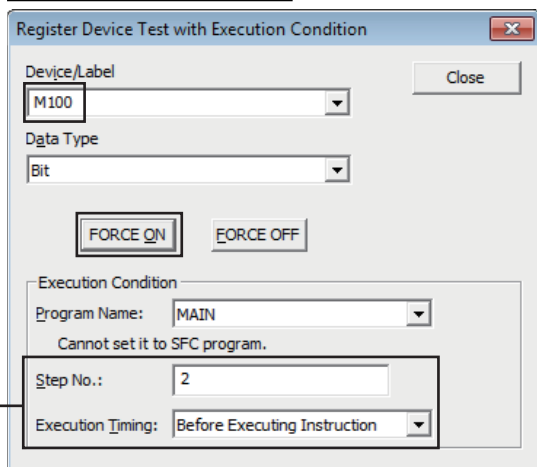 Register Device Test with Execution Condition
Device/Label
Close
M100
Data Type
Bit
FORCE ON FORCE OFF
Execution Condition
Program Name: MAIN
Cannot set it to SFC program.
Step No.: 2
Execution Timing: Before Executing Instruction